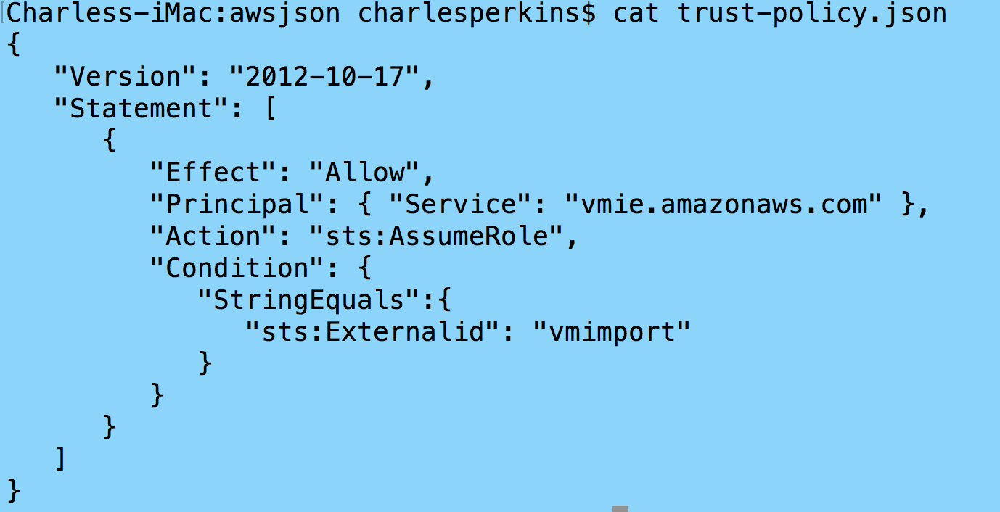 Charless-iMac:awsjson charlesperkins$ cat trust-policy.json
{
   "Version": "2012-10-17",
   "Statement": [
      {
         "Effect": "Allow",
         "Principal": { "Service": "vmie.amazonaws.com" },
         "Action": "sts:AssumeRole",
         "Condition": {
            "StringEquals":{
               "sts:Externalid": "vmimport"
            }
         }
      }
   ]
}